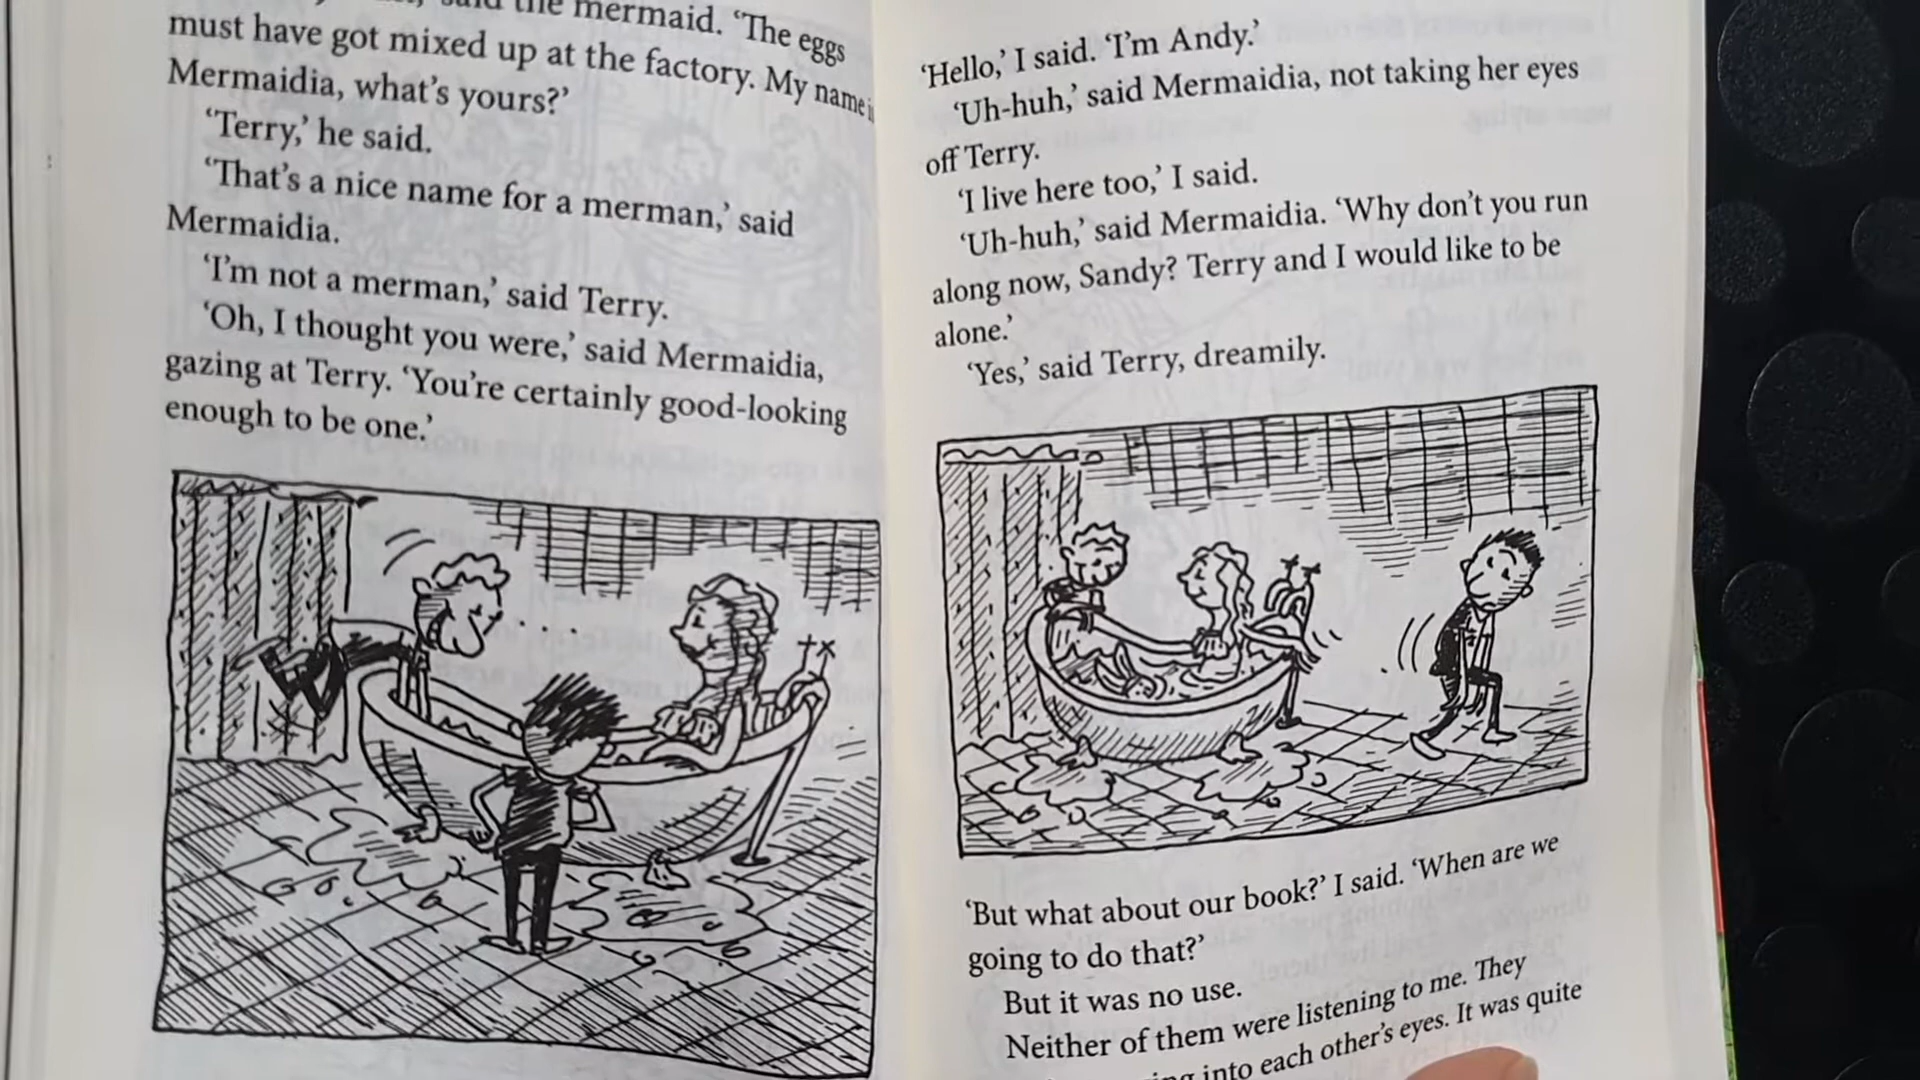 said the mermaid. ‘The eggs
must have got mixed up at the factory. My name
Mermaidia, what’s yours?’
‘Terry,’ he said.
‘That’s a nice name for a merman,’ said
Mermaidia.
‘I’m not a merman,’ said Terry.
‘Oh, I thought you were,’ said Mermaidia,
gazing at Terry. ‘You’re certainly good-looking
enough to be one.’
‘Hello,’ I said. ‘I’m Andy.’
‘Uh-huh,’ said Mermaidia, not taking her eyes
off Terry.
‘I live here too,’ I said.
‘Uh-huh,’ said Mermaidia. ‘Why don’t you run
along now, Sandy? Terry and I would like to be
alone.’
‘Yes,’ said Terry, dreamily.
‘But what about our book?’ I said. ‘When are we
going to do that?’
But it was no use.
Neither of them were listening to me. They
into each other’s eyes. It was quite